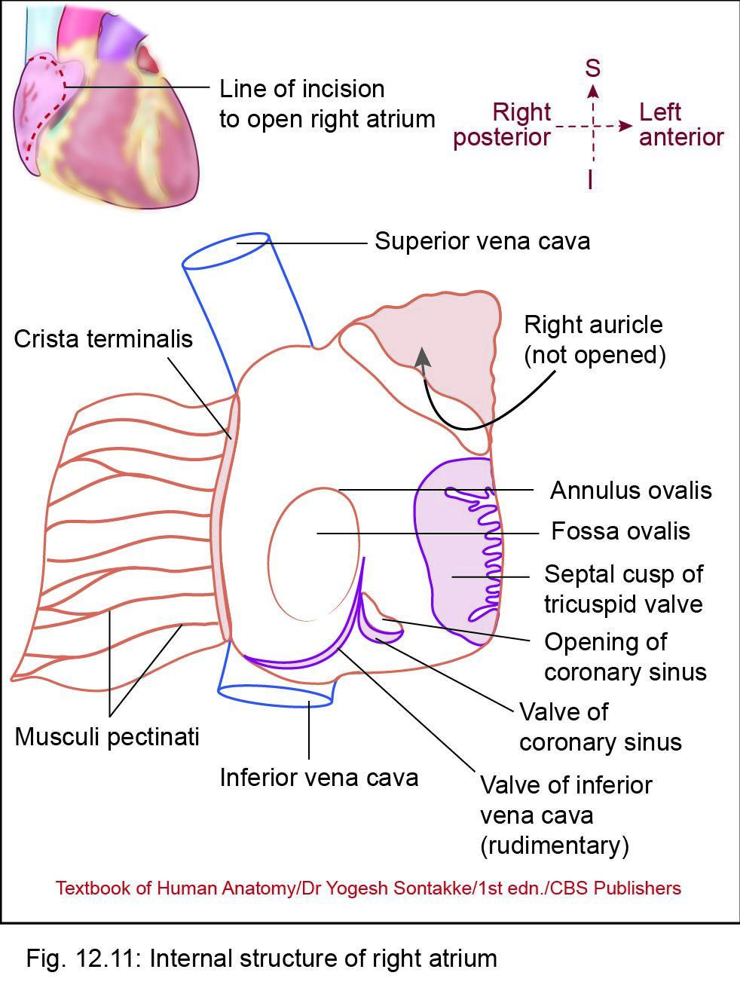 Line of incision
to open right atrium
S
Right
posterior
Left
anterior
I
Superior vena cava
Crista terminalis
Right auricle
(not opened)
Annulus ovalis
Fossa ovalis
Septal cusp of
tricuspid valve
Opening of
coronary sinus
Valve of
coronary sinus
Musculi pectinati
Inferior vena cava
Valve of inferior
vena cava
(rudimentary)
Textbook of Human Anatomy/Dr Yogesh Sontakke/1st edn./CBS Publishers
Fig. 12.11: Internal structure of right atrium